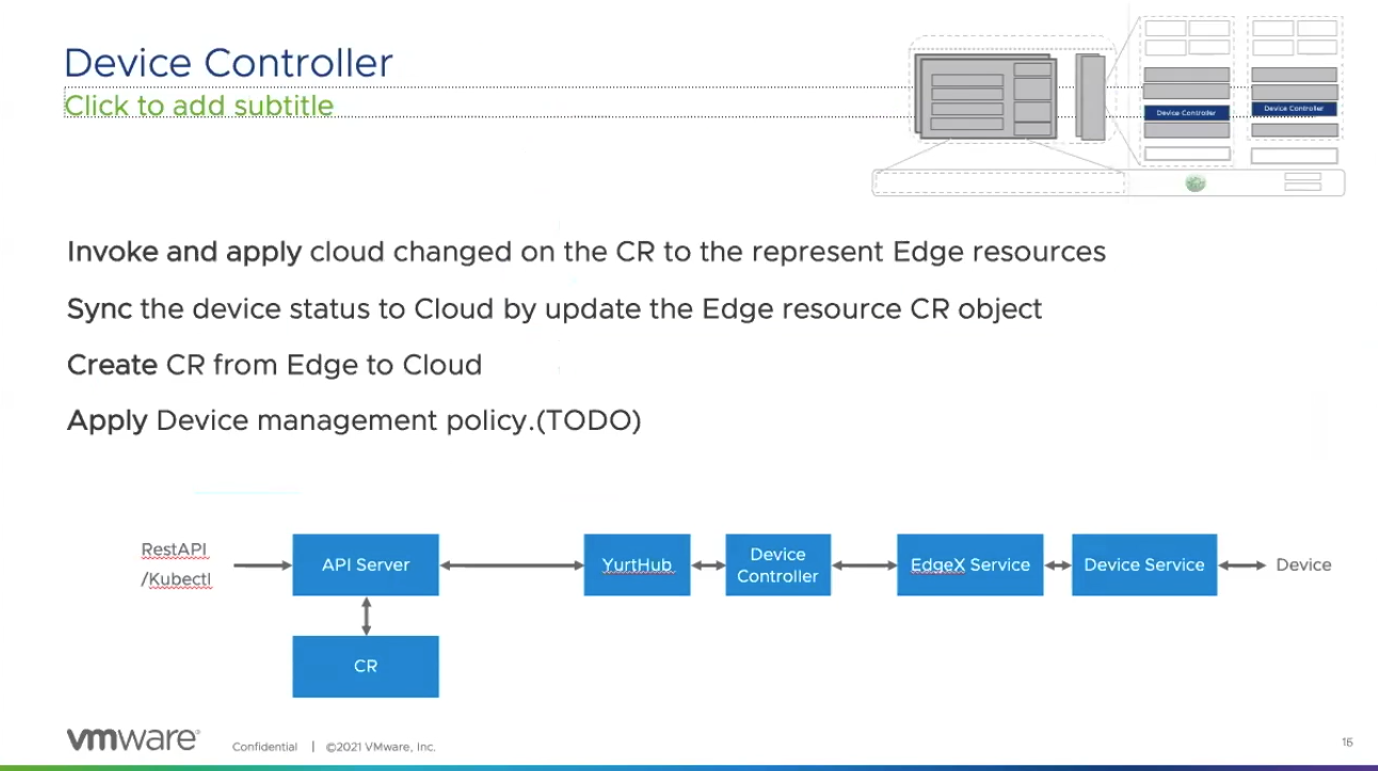 Device Controller
Click to add subtitle
Device Controller
Device Controller
Invoke and apply cloud changed on the CR to the represent Edge resources
Sync the device status to Cloud by update the Edge resource CR object
Create CR from Edge to Cloud
Apply Device management policy.(TODO)
RestAPI
/Kubectl
API Server
YurtHub
Device
Controller
EdgeX Service
Device Service
Device
CR
vmware®
Confidential | ©2021 VMware, Inc.
16